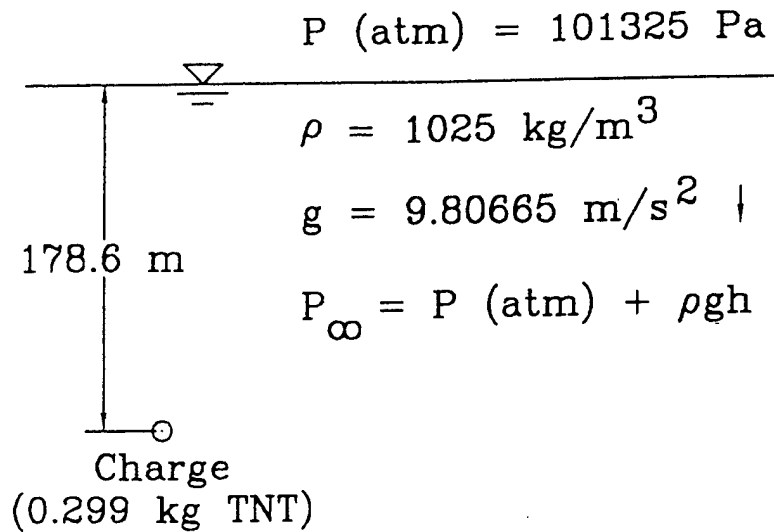 P (atm) = 101325 Pa
ρ = 1025 kg/m³
g = 9.80665 m/s² ↓
178.6 m
P∞ = P (atm) + ρgh
Charge
(0.299 kg TNT)